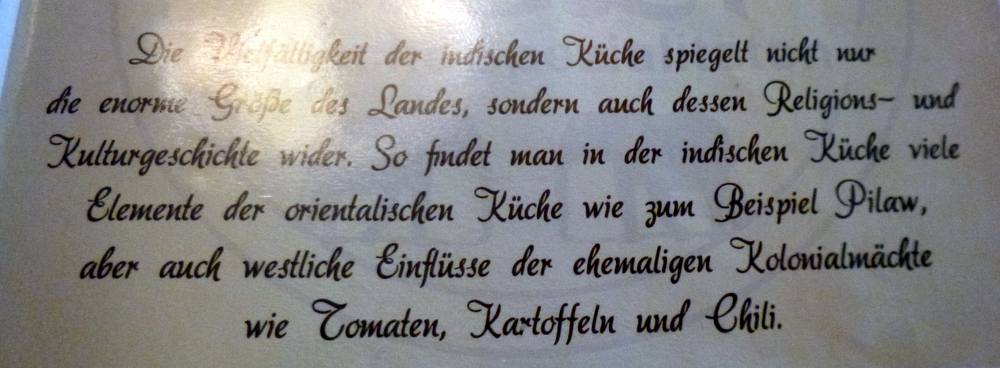 Die Vielfältigkeit der indischen Küche spiegelt nicht nur
die enorme Größe des Landes, sondern auch dessen Religions- und
Kulturgeschichte wider. So findet man in der indischen Küche viele
Elemente der orientalischen Küche wie zum Beispiel Pilaw,
aber auch westliche Einflüsse der ehemaligen Kolonialmächte
wie Tomaten, Kartoffeln und Chili.